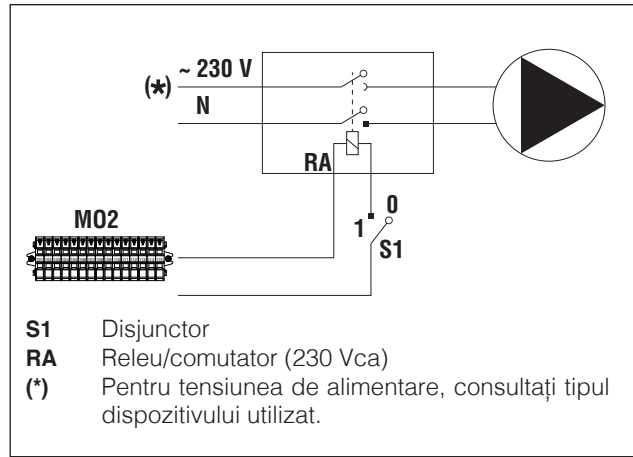 (*) ~ 230 V
N
RA
MO2
0
1
S1
S1 Disjunctor
RA Releu/comutator (230 Vca)
(*) Pentru tensiunea de alimentare, consultați tipul
dispozitivului utilizat.